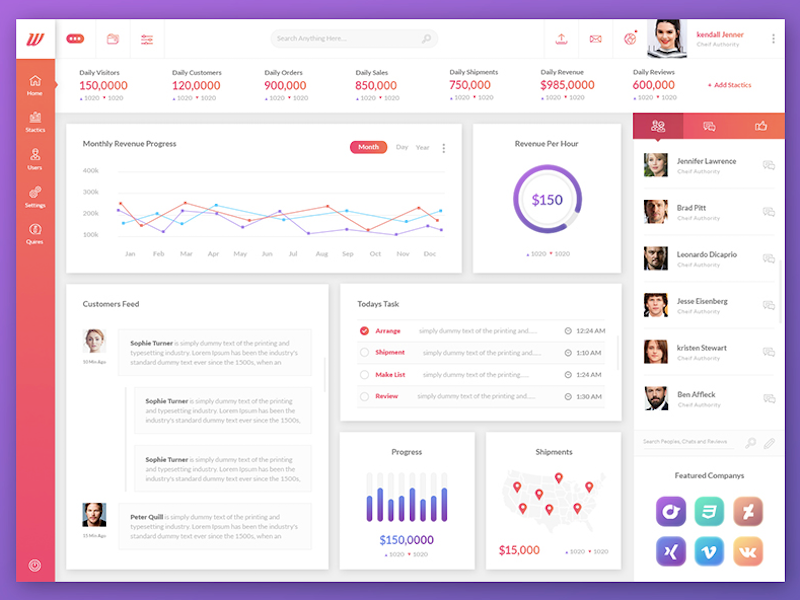 Search Anything Here...
kendall Jenner
Cheif Authority
Daily Visitors
150,0000
1020 1020
Daily Customers
120,0000
1020 1020
Daily Orders
900,000
1020 1020
Daily Sales
850,000
1020 1020
Daily Shipments
750,000
1020 1020
Daily Revenue
$985,0000
1020 1020
Daily Reviews
600,000
1020 1020
+ Add Stactics
Home
Stactics
Users
Settings
Quires
Monthly Revenue Progress
Month Day Year
400k
300k
200k
100k
Jan Feb Mar Apr May Jun Jul Aug Sep Oct Nov Dec
Revenue Per Hour
$150
1020 1020
Jennifer Lawrence
Cheif Authority
Brad Pitt
Cheif Authority
Leonardo Dicaprio
Cheif Authority
Jesse Eisenberg
Cheif Authority
kristen Stewart
Cheif Authority
Ben Affleck
Cheif Authority
Search Peoples, Chats and Reviews
Featured Companys
Customers Feed
Sophie Turner is simply dummy text of the printing and
typesetting industry. Lorem Ipsum has been the
industry's standard dummy text ever since the 1500s, when an
10 Min Ago
Sophie Turner is simply dummy text of the printing
and typesetting industry. Lorem Ipsum has been the
industry's standard dummy text ever since the 1500s,
Sophie Turner is simply dummy text of the printing
and typesetting industry. Lorem Ipsum has been the
industry's standard dummy text ever since the 1500s,
Peter Quill is simply dummy text of the printing and
typesetting industry. Lorem Ipsum has been the industry's
standard dummy text ever since the 1500s, when an
Min Ago
Todays Task
Arrange simply dummy text of the printing and..... 12:24 AM
Shipment simply dummy text of the printing and..... 1:10 AM
Make List simply dummy text of the printing..... 1:24 AM
Review simply dummy text of the printing and..... 1:30 AM
Progress
$150,0000
1020 1020
Shipments
$15,000
1020 1020